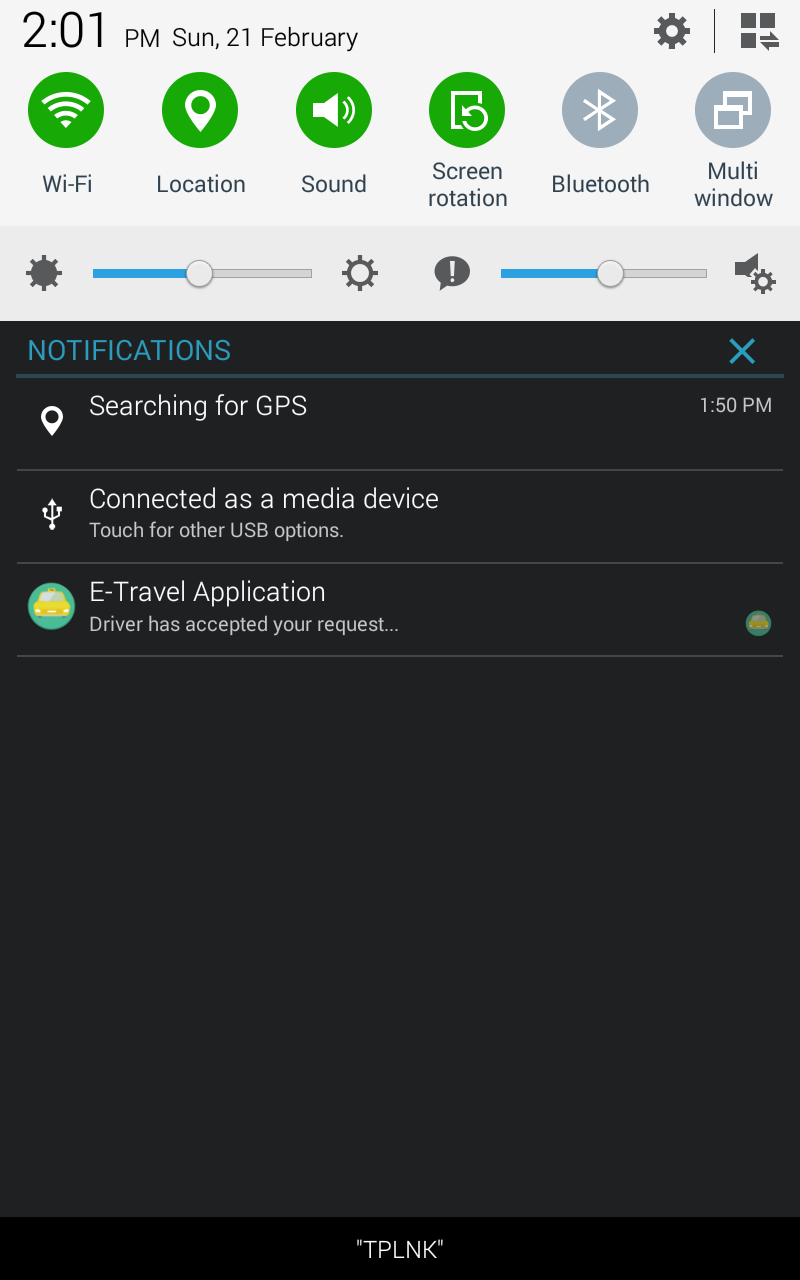 2:01 PM Sun, 21 February
Wi-Fi
Location
Sound
Screen
rotation
Bluetooth
Multi
window
NOTIFICATIONS
Searching for GPS
1:50 PM
Connected as a media device
Touch for other USB options.
E-Travel Application
Driver has accepted your request...
"TPLNK"